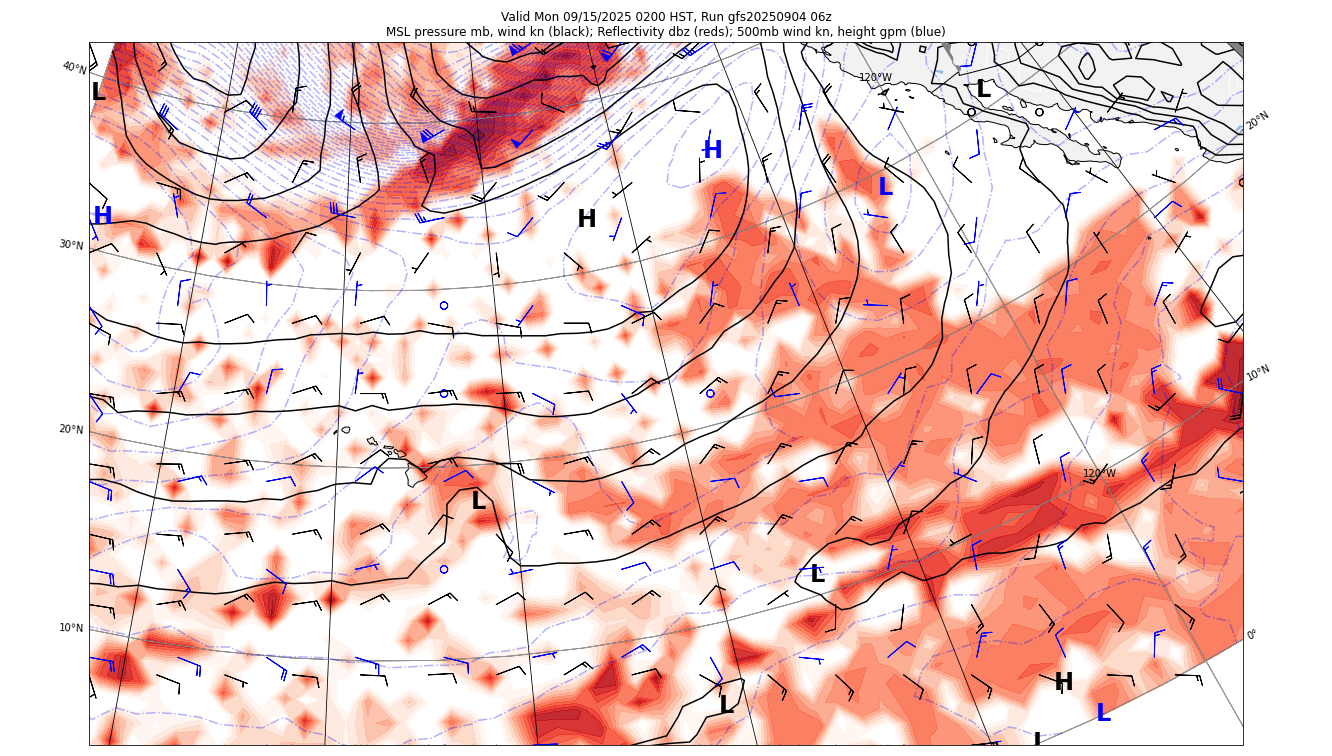 Valid Mon 09/15/2025 0200 HST, Run gfs20250904 06z
MSL pressure mb, wind kn (black); Reflectivity dbz (reds); 500mb wind kn, height gpm (blue)
40°N
120°W
L
L
20°N
H
L
H
H
30°N
10°N
20°N
120°W
L
L
10°N
0°
H
L
L
L